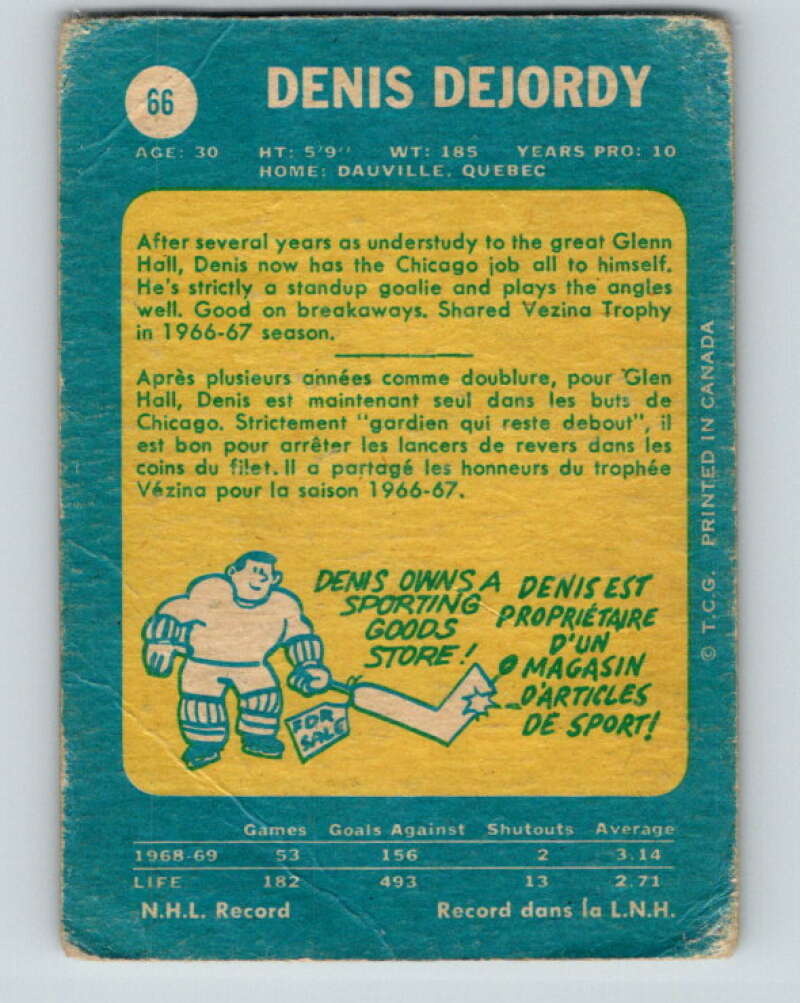 66
DENIS DEJORDY
AGE: 30 HT: 5'9" WT: 185 YEARS PRO: 10
HOME: DAUVILLE, QUEBEC
After several years as understudy to the great Glenn
Hall, Denis now has the Chicago job all to himself.
He's strictly a standup goalie and plays the angles
well. Good on breakaways. Shared Vezina Trophy
in 1966-67 season.
Après plusieurs années comme doublure, pour Glen
Hall, Denis est maintenant seul dans les buts de
Chicago. Strictement "gardien qui reste debout", il
est bon pour arrêter les lancers de revers dans les
coins du filet. Il a partagé les honneurs du trophée
Vézina pour la saison 1966-67.
DENIS OWNS A
SPORTING
GOODS
STORE!
DENIS EST
PROPRIÉTAIRE
D'UN
MAGASIN
D'ARTICLES
DE SPORT!
FOR
SALE
© T.C.G. PRINTED IN CANADA
Games Goals Against Shutouts Average
1968-69 53 156 2 3.14
LIFE 182 493 13 2.71
N.H.L. Record Record dans la L.N.H.